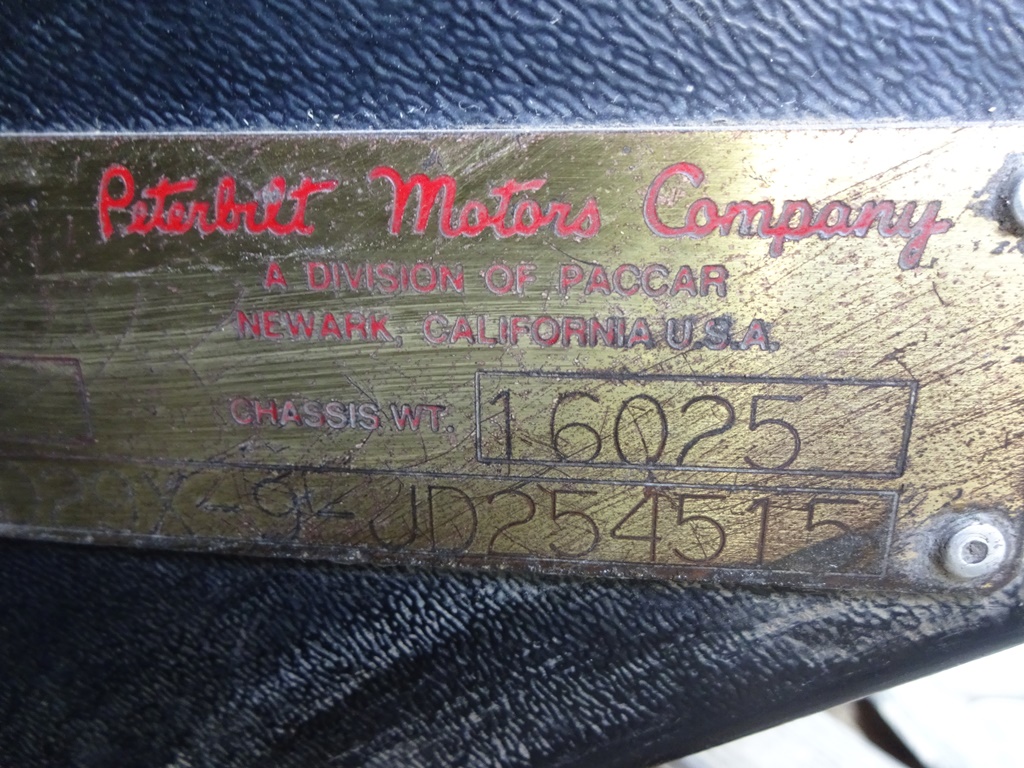 Peterbilt Motors Company
A DIVISION OF PACCAR
NEWARK, CALIFORNIA U.S.A.
CHASSIS WT. 16025
JD254515